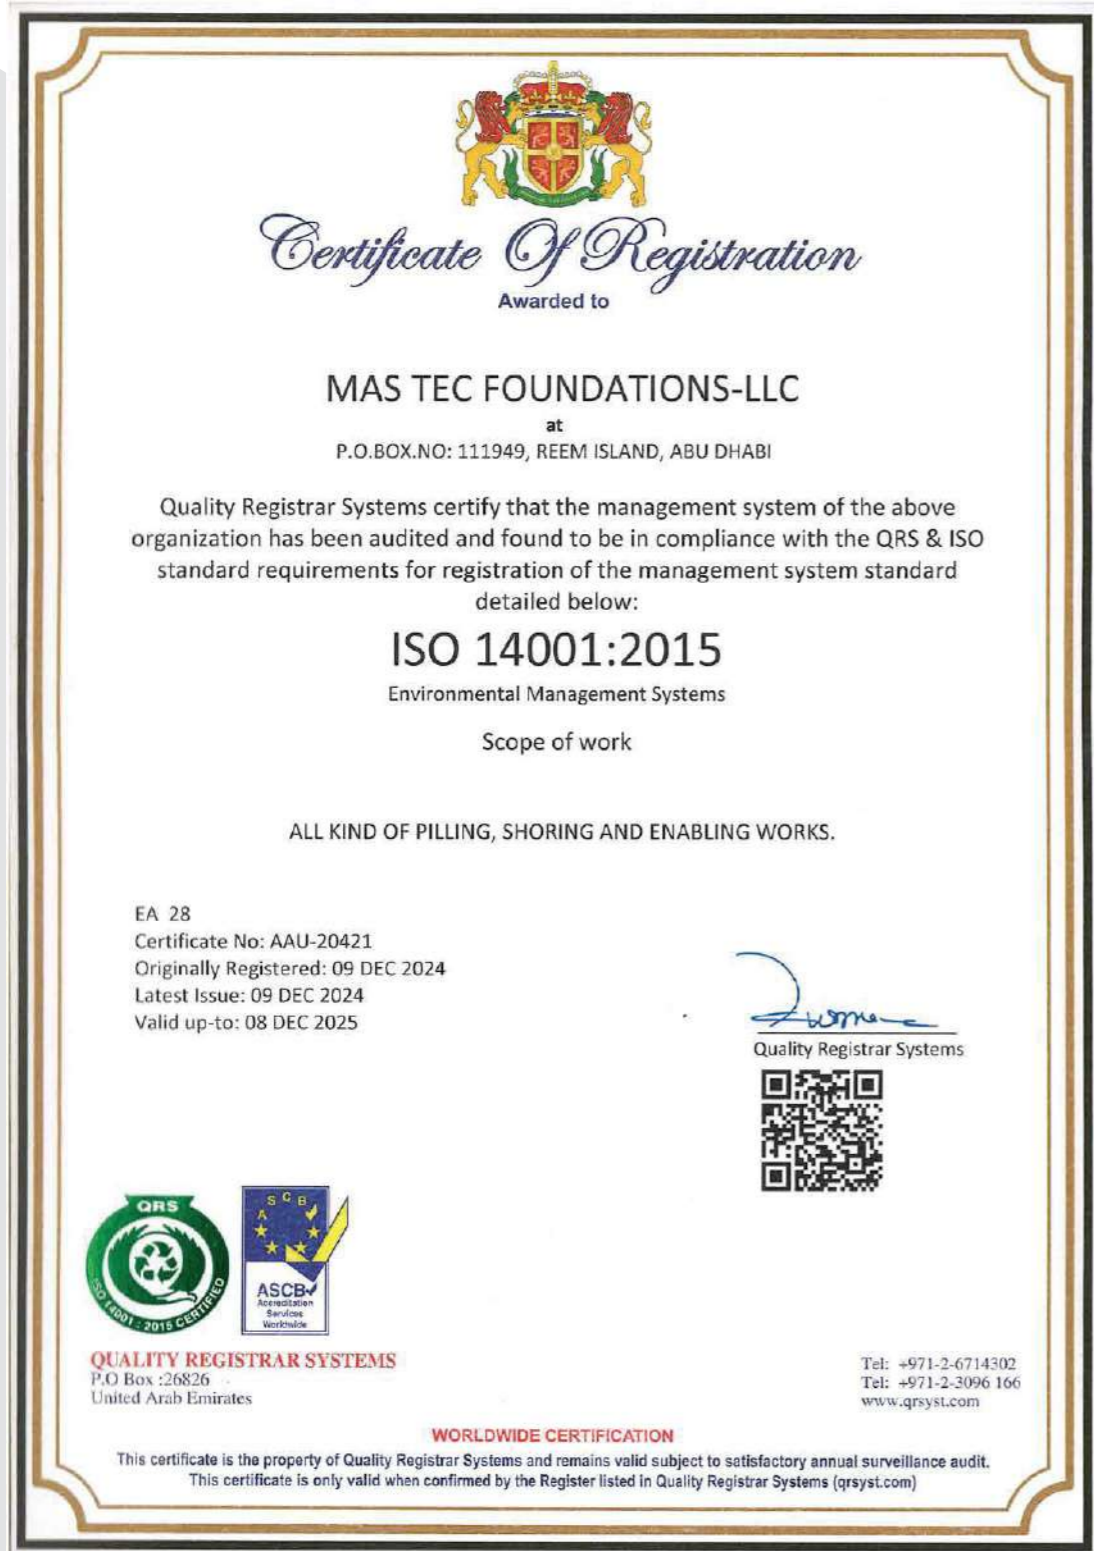 Certificate Of Registration
Awarded to
MAS TEC FOUNDATIONS-LLC
at
P.O.BOX.NO: 111949, REEM ISLAND, ABU DHABI
Quality Registrar Systems certify that the management system of the above
organization has been audited and found to be in compliance with the QRS & ISO
standard requirements for registration of the management system standard
detailed below:
ISO 14001:2015
Environmental Management Systems
Scope of work
ALL KIND OF PILLING, SHORING AND ENABLING WORKS.
EA 28
Certificate No: AAU-20421
Originally Registered: 09 DEC 2024
Latest Issue: 09 DEC 2024
Valid up-to: 08 DEC 2025
Quality Registrar Systems
QRS
ISO 14001 : 2015 CERTIFIED
A S C B
ASCB
Accreditation
Services
Worldwide
QUALITY REGISTRAR SYSTEMS
P.O Box :26826
United Arab Emirates
Tel: +971-2-6714302
Tel: +971-2-3096 166
www.qrsyst.com
WORLDWIDE CERTIFICATION
This certificate is the property of Quality Registrar Systems and remains valid subject to satisfactory annual surveillance audit.
This certificate is only valid when confirmed by the Register listed in Quality Registrar Systems (qrsyst.com)